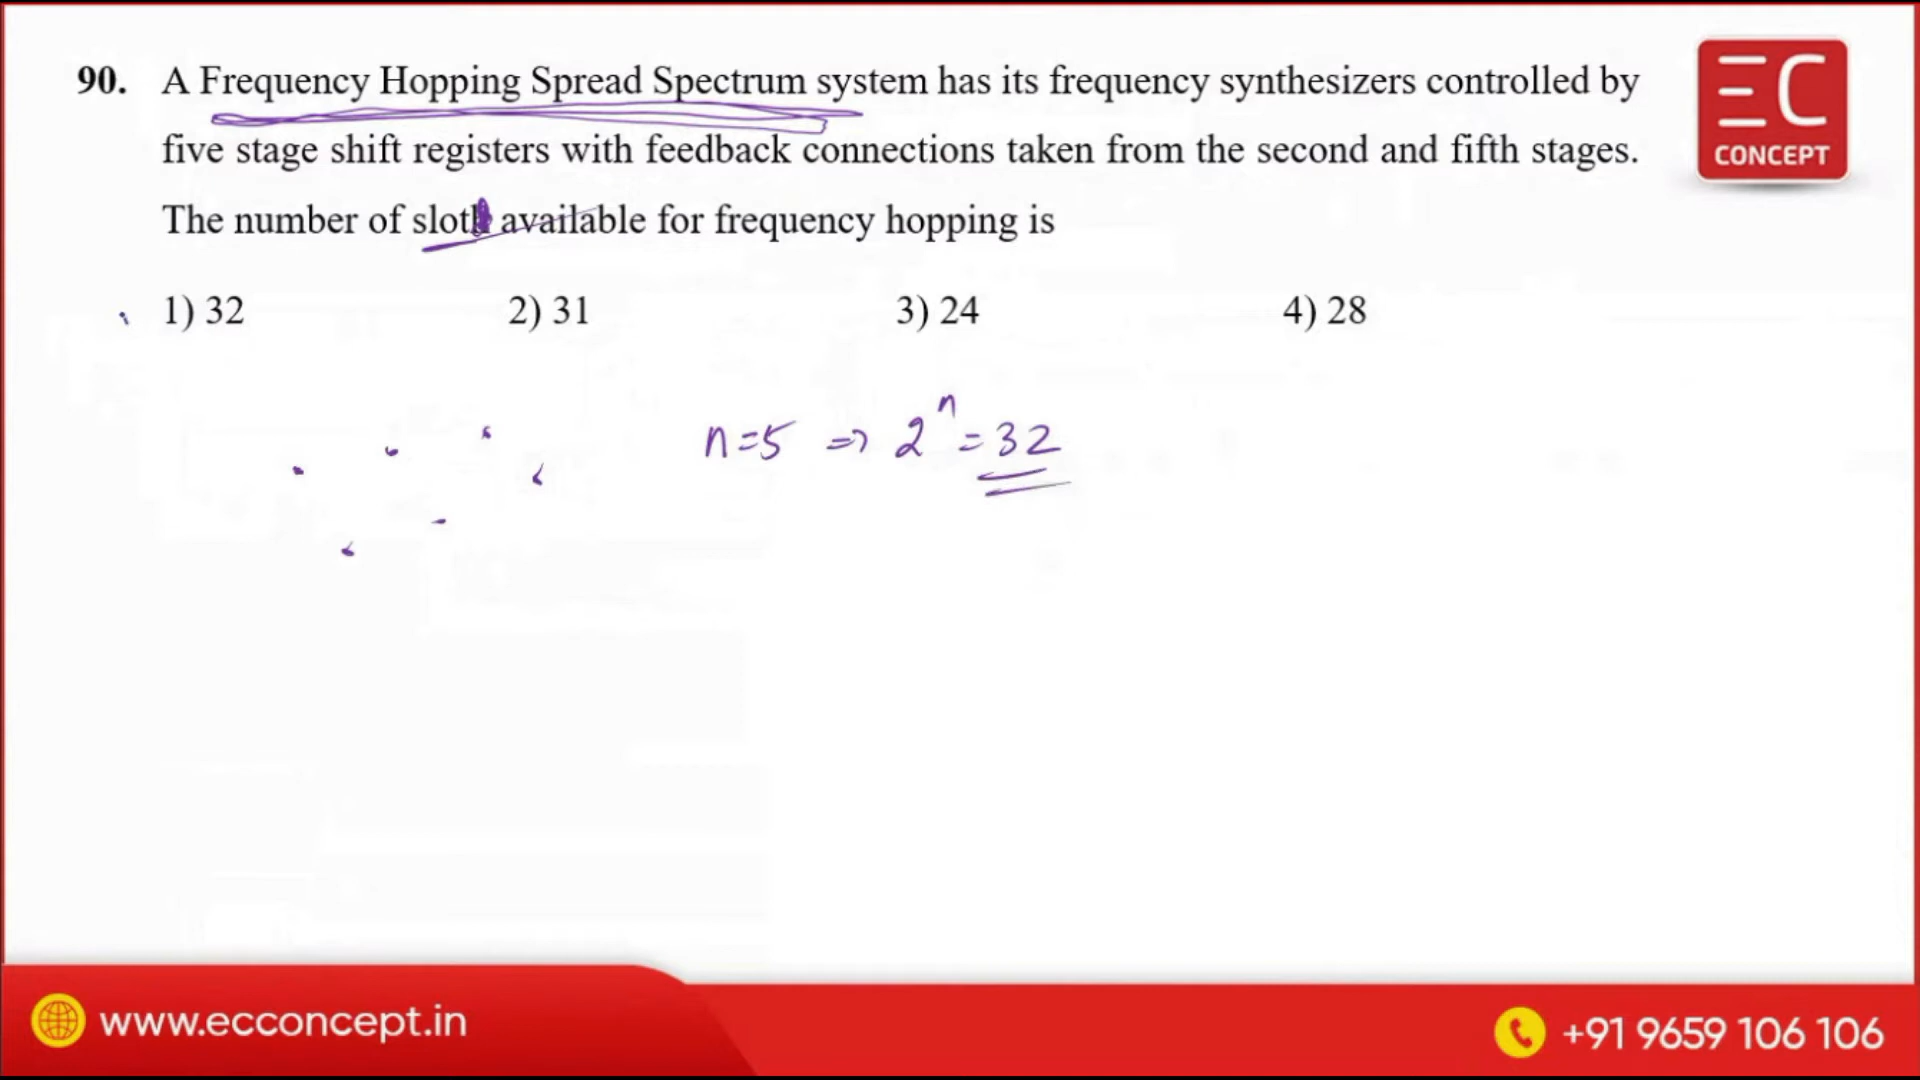 90. A Frequency Hopping Spread Spectrum system has its frequency synthesizers controlled by
five stage shift registers with feedback connections taken from the second and fifth stages.
The number of slots available for frequency hopping is
1) 32 2) 31 3) 24 4) 28
n=5 => 2^n = 32
EC
CONCEPT
www.ecconcept.in
+91 9659 106 106